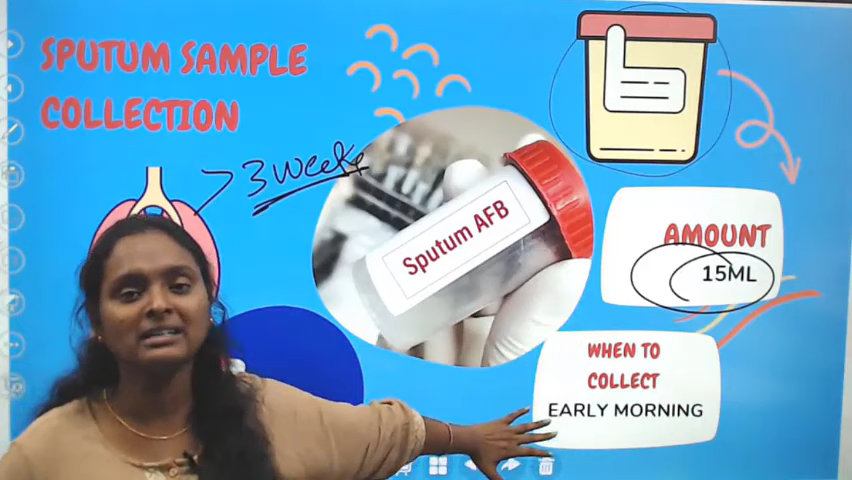 SPUTUM SAMPLE
COLLECTION
>3 weeks
Sputum AFB
AMOUNT
15ML
WHEN TO
COLLECT
EARLY MORNING